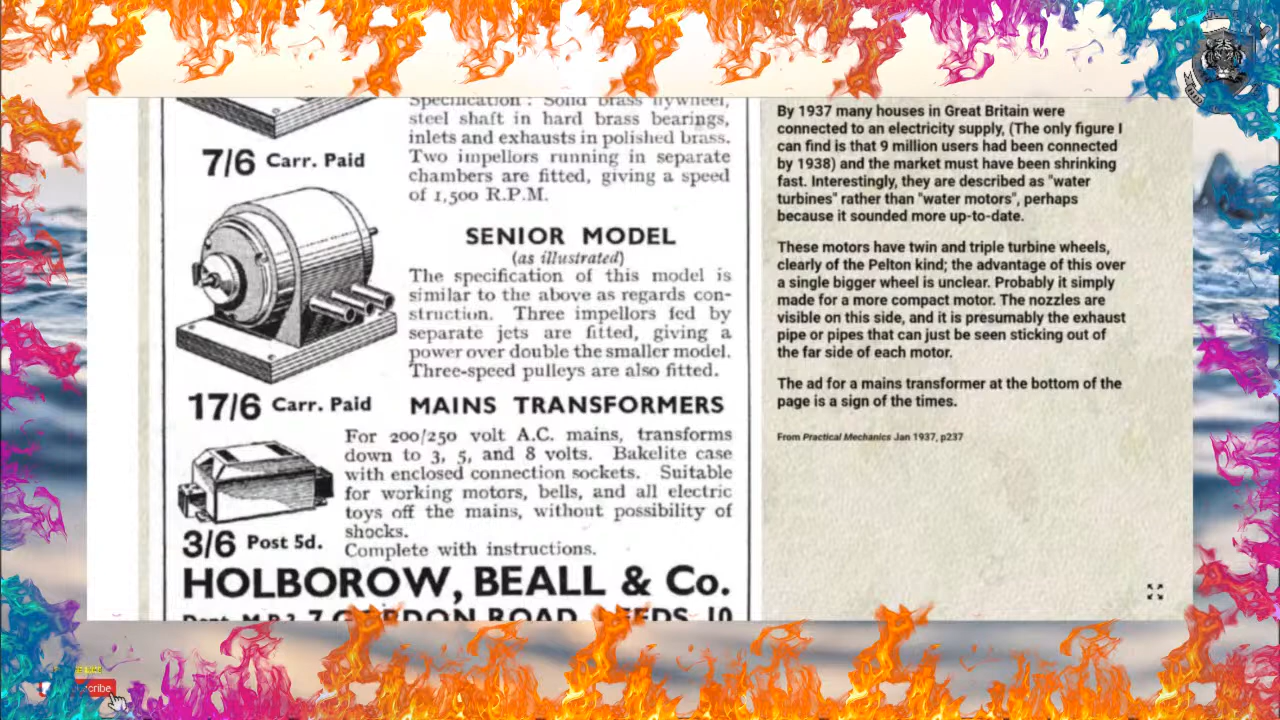 Specification : Solid brass flywheel,
steel shaft in hard brass bearings,
inlets and exhausts in polished brass.
Two impellors running in separate
chambers are fitted, giving a speed
of 1,500 R.P.M.
7/6 Carr. Paid
SENIOR MODEL
(as illustrated)
The specification of this model is
similar to the above as regards con-
struction. Three impellors fed by
separate jets are fitted, giving a
power over double the smaller model.
Three-speed pulleys are also fitted.
17/6 Carr. Paid
MAINS TRANSFORMERS
For 200/250 volt A.C. mains, transforms
down to 3, 5, and 8 volts. Bakelite case
with enclosed connection sockets. Suitable
for working motors, bells, and all electric
toys off the mains, without possibility of
shocks.
Complete with instructions.
3/6 Post 5d.
HOLBOROW, BEALL & Co.
7 GORDON ROAD, LEEDS, 10
By 1937 many houses in Great Britain were
connected to an electricity supply, (The only figure I
can find is that 9 million users had been connected
by 1938) and the market must have been shrinking
fast. Interestingly, they are described as "water
turbines" rather than "water motors", perhaps
because it sounded more up-to-date.
These motors have twin and triple turbine wheels,
clearly of the Pelton kind; the advantage of this over
a single bigger wheel is unclear. Probably it simply
made for a more compact motor. The nozzles are
visible on this side, and it is presumably the exhaust
pipe or pipes that can just be seen sticking out of
the far side of each motor.
The ad for a mains transformer at the bottom of the
page is a sign of the times.
From Practical Mechanics Jan 1937, p237